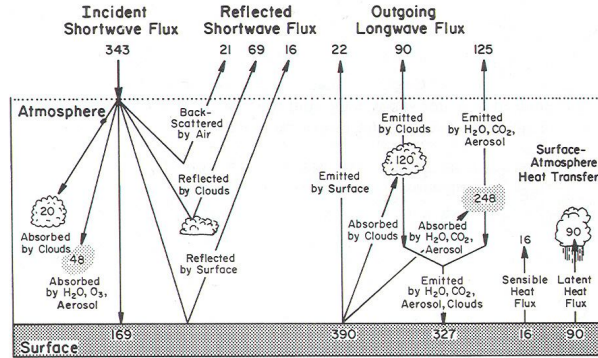 Incident
Shortwave Flux
343
Reflected
Shortwave Flux
21 69 16
Outgoing
Longwave Flux
22 90 125
Atmosphere
Back-
Scattered
by Air
Reflected
by Clouds
Reflected
by Surface
20
Absorbed
by Clouds
48
Absorbed
by H2O, O3,
Aerosol
Emitted
by Surface
Emitted
by Clouds
120
Absorbed
by Clouds
Emitted by
H2O, CO2,
Aerosol
248
Absorbed
by H2O, CO2,
Aerosol
Emitted
by H2O, CO2,
Aerosol, Clouds
Surface-
Atmosphere
Heat Transfer
16
Sensible
Heat
Flux
90
Latent
Heat
Flux
169 390 327 16 90
Surface